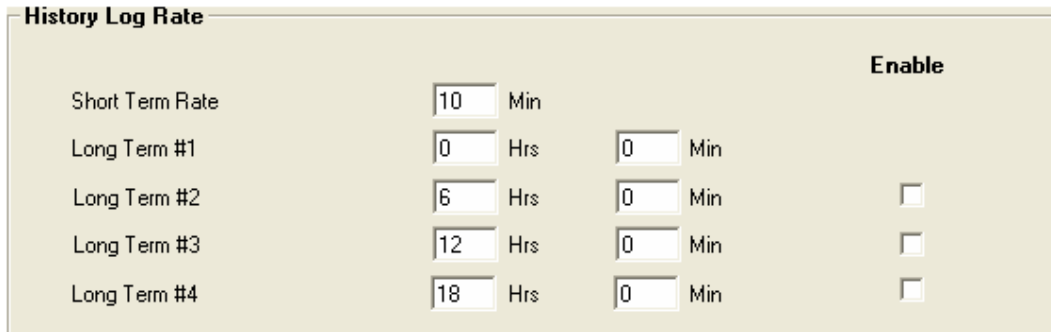 History Log Rate
Enable
Short Term Rate 10 Min
Long Term #1 0 Hrs 0 Min
Long Term #2 6 Hrs 0 Min
Long Term #3 12 Hrs 0 Min
Long Term #4 18 Hrs 0 Min